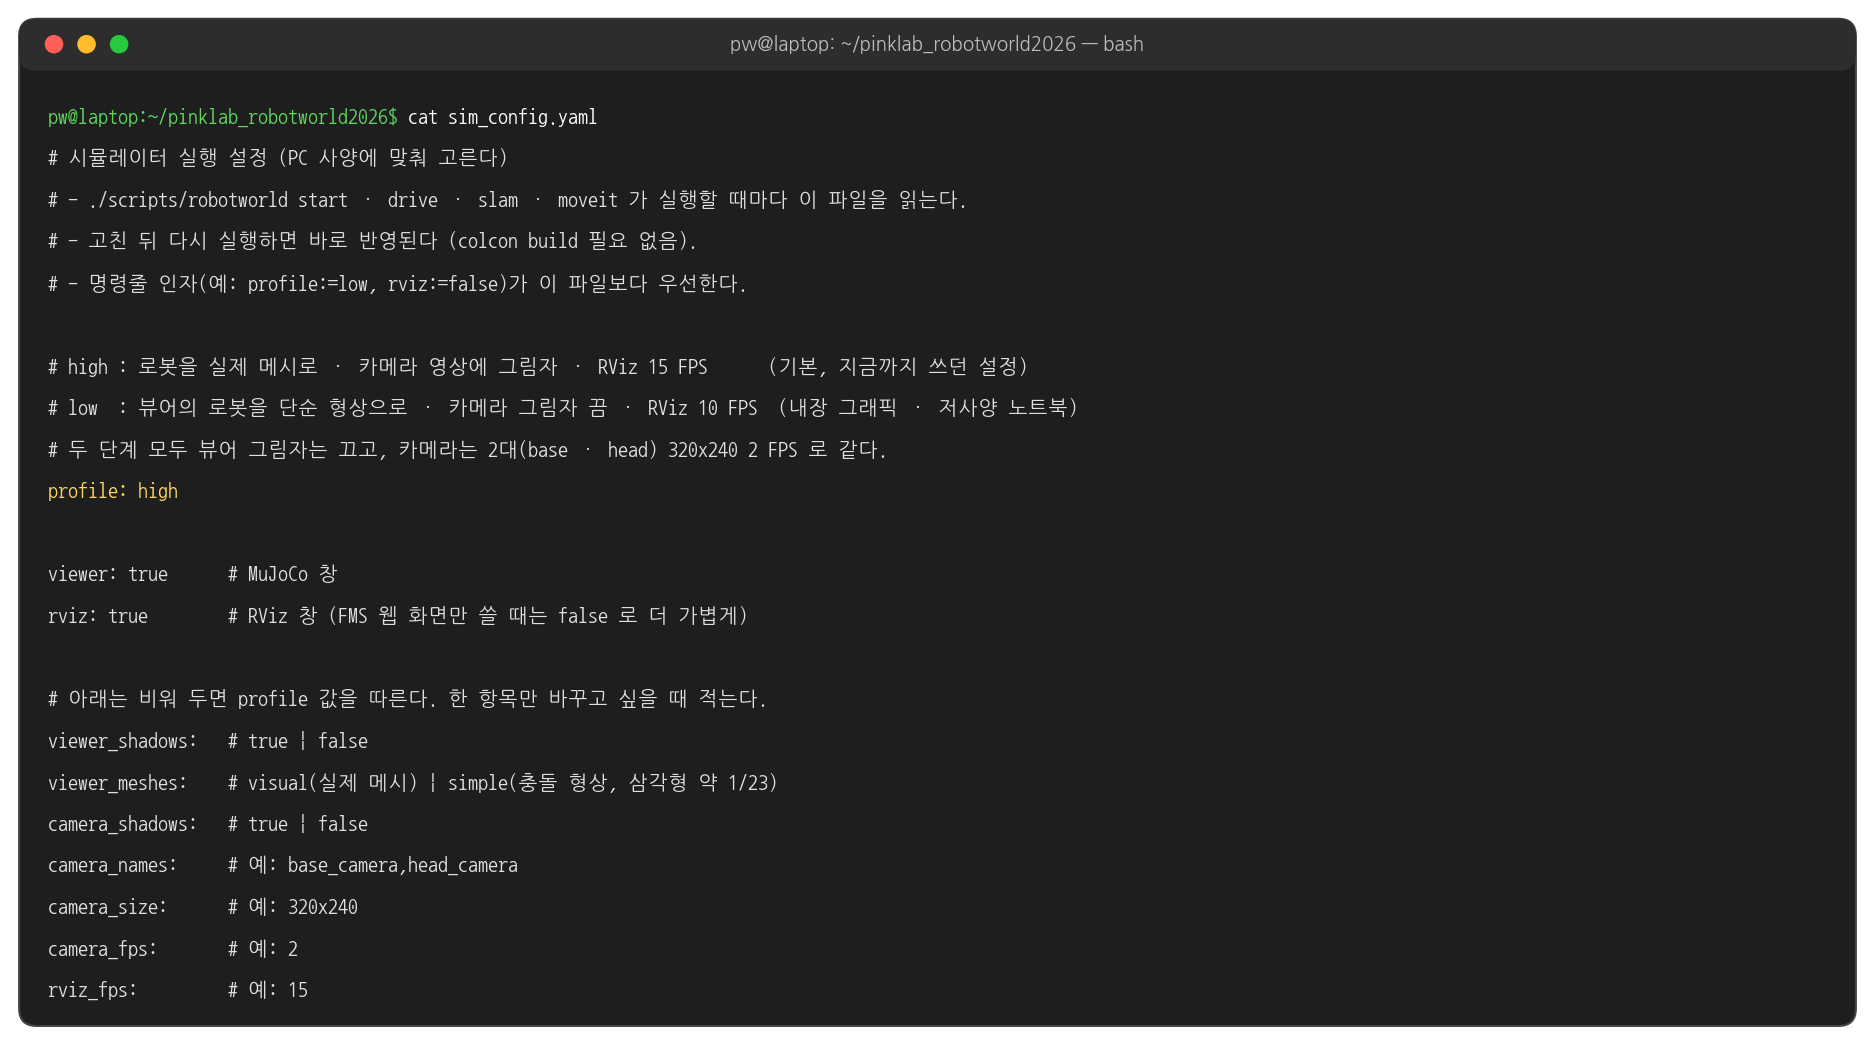 pw@laptop: ~/pinklab_robotworld2026 — bash
pw@laptop:~/pinklab_robotworld2026$ cat sim_config.yaml
# 시뮬레이터 실행 설정 (PC 사양에 맞춰 고른다)
# - ./scripts/robotworld start · drive · slam · moveit 가 실행할 때마다 이 파일을 읽는다.
# - 고친 뒤 다시 실행하면 바로 반영된다 (colcon build 필요 없음).
# - 명령줄 인자(예: profile:=low, rviz:=false)가 이 파일보다 우선한다.
# high : 로봇을 실제 메시로 · 카메라 영상에 그림자 · RViz 15 FPS      (기본, 지금까지 쓰던 설정)
# low  : 뷰어의 로봇을 단순 형상으로 · 카메라 그림자 끔 · RViz 10 FPS  (내장 그래픽 · 저사양 노트북)
# 두 단계 모두 뷰어 그림자는 끄고, 카메라는 2대(base · head) 320x240 2 FPS 로 같다.
profile: high
viewer: true      # MuJoCo 창
rviz: true        # RViz 창 (FMS 웹 화면만 쓸 때는 false 로 더 가볍게)
# 아래는 비워 두면 profile 값을 따른다. 한 항목만 바꾸고 싶을 때 적는다.
viewer_shadows:   # true | false
viewer_meshes:    # visual(실제 메시) | simple(충돌 형상, 삼각형 약 1/23)
camera_shadows:   # true | false
camera_names:     # 예: base_camera,head_camera
camera_size:      # 예: 320x240
camera_fps:       # 예: 2
rviz_fps:         # 예: 15